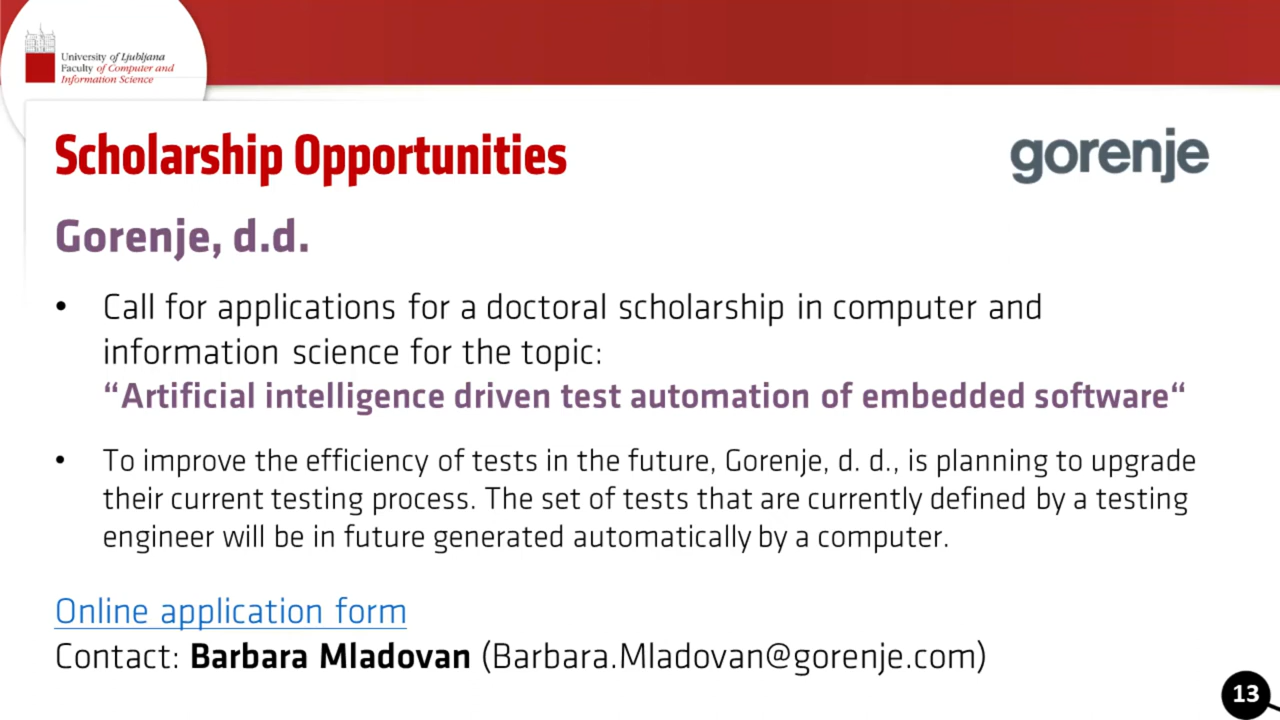 University of Ljubljana
Faculty of Computer and
Information Science
Scholarship Opportunities
gorenje
Gorenje, d.d.
• Call for applications for a doctoral scholarship in computer and
information science for the topic:
“Artificial intelligence driven test automation of embedded software“
• To improve the efficiency of tests in the future, Gorenje, d. d., is planning to upgrade
their current testing process. The set of tests that are currently defined by a testing
engineer will be in future generated automatically by a computer.
Online application form
Contact: Barbara Mladovan (Barbara.Mladovan@gorenje.com)
13